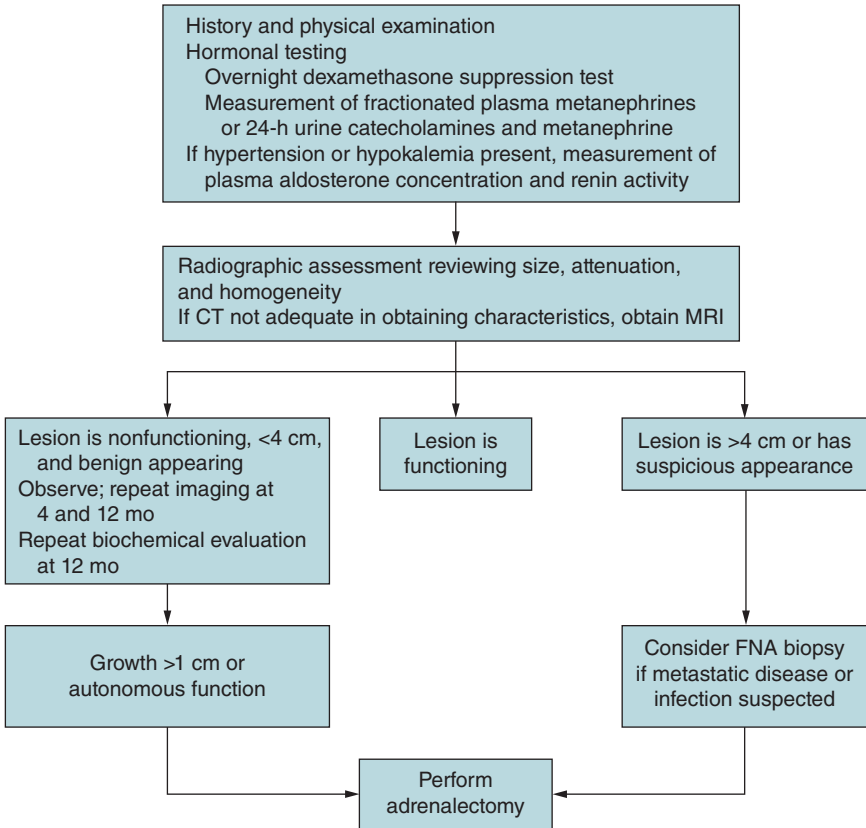 History and physical examination
Hormonal testing
Overnight dexamethasone suppression test
Measurement of fractionated plasma metanephrines
or 24-h urine catecholamines and metanephrine
If hypertension or hypokalemia present, measurement of
plasma aldosterone concentration and renin activity
Radiographic assessment reviewing size, attenuation,
and homogeneity
If CT not adequate in obtaining characteristics, obtain MRI
Lesion is nonfunctioning, <4 cm,
and benign appearing
Observe; repeat imaging at
4 and 12 mo
Repeat biochemical evaluation
at 12 mo
Lesion is
functioning
Lesion is >4 cm or has
suspicious appearance
Growth >1 cm or
autonomous function
Consider FNA biopsy
if metastatic disease or
infection suspected
Perform
adrenalectomy